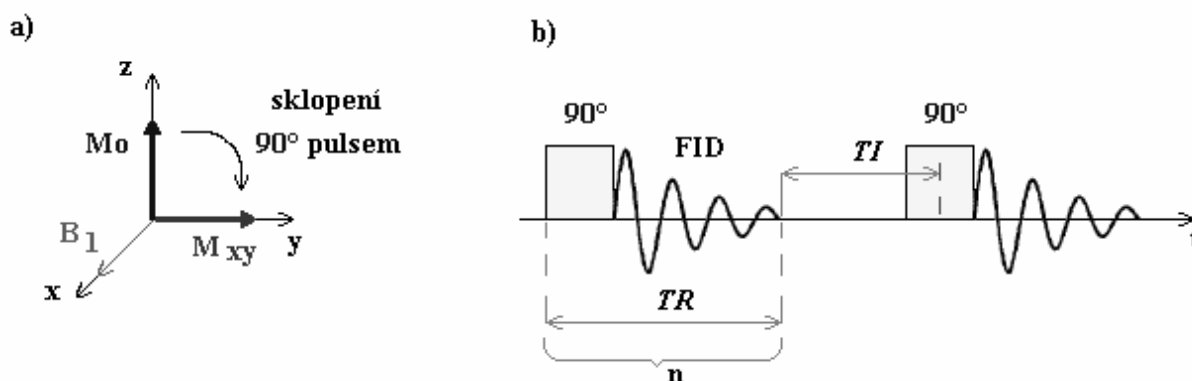 a)
z
sklopení
Mo
90° pulsem
B1
Mxy
y
x
b)
90°
90°
FID
TI
t
TR
n